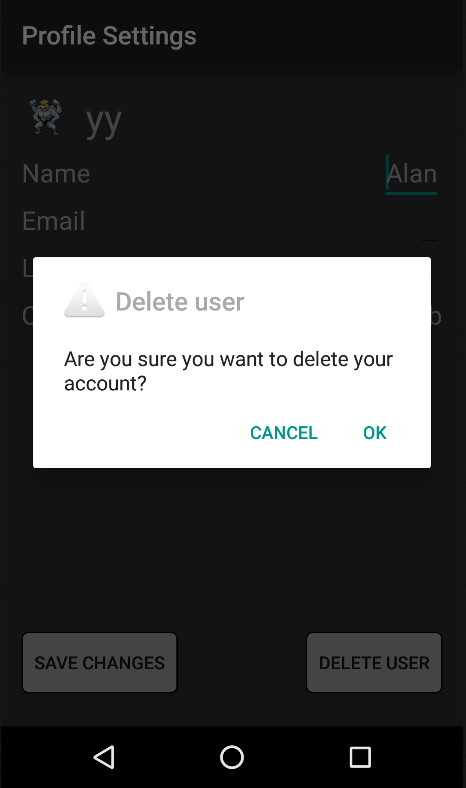 Profile Settings
yy
Name Alan
Email
L
Delete user
Are you sure you want to delete your
account?
CANCEL OK
SAVE CHANGES DELETE USER